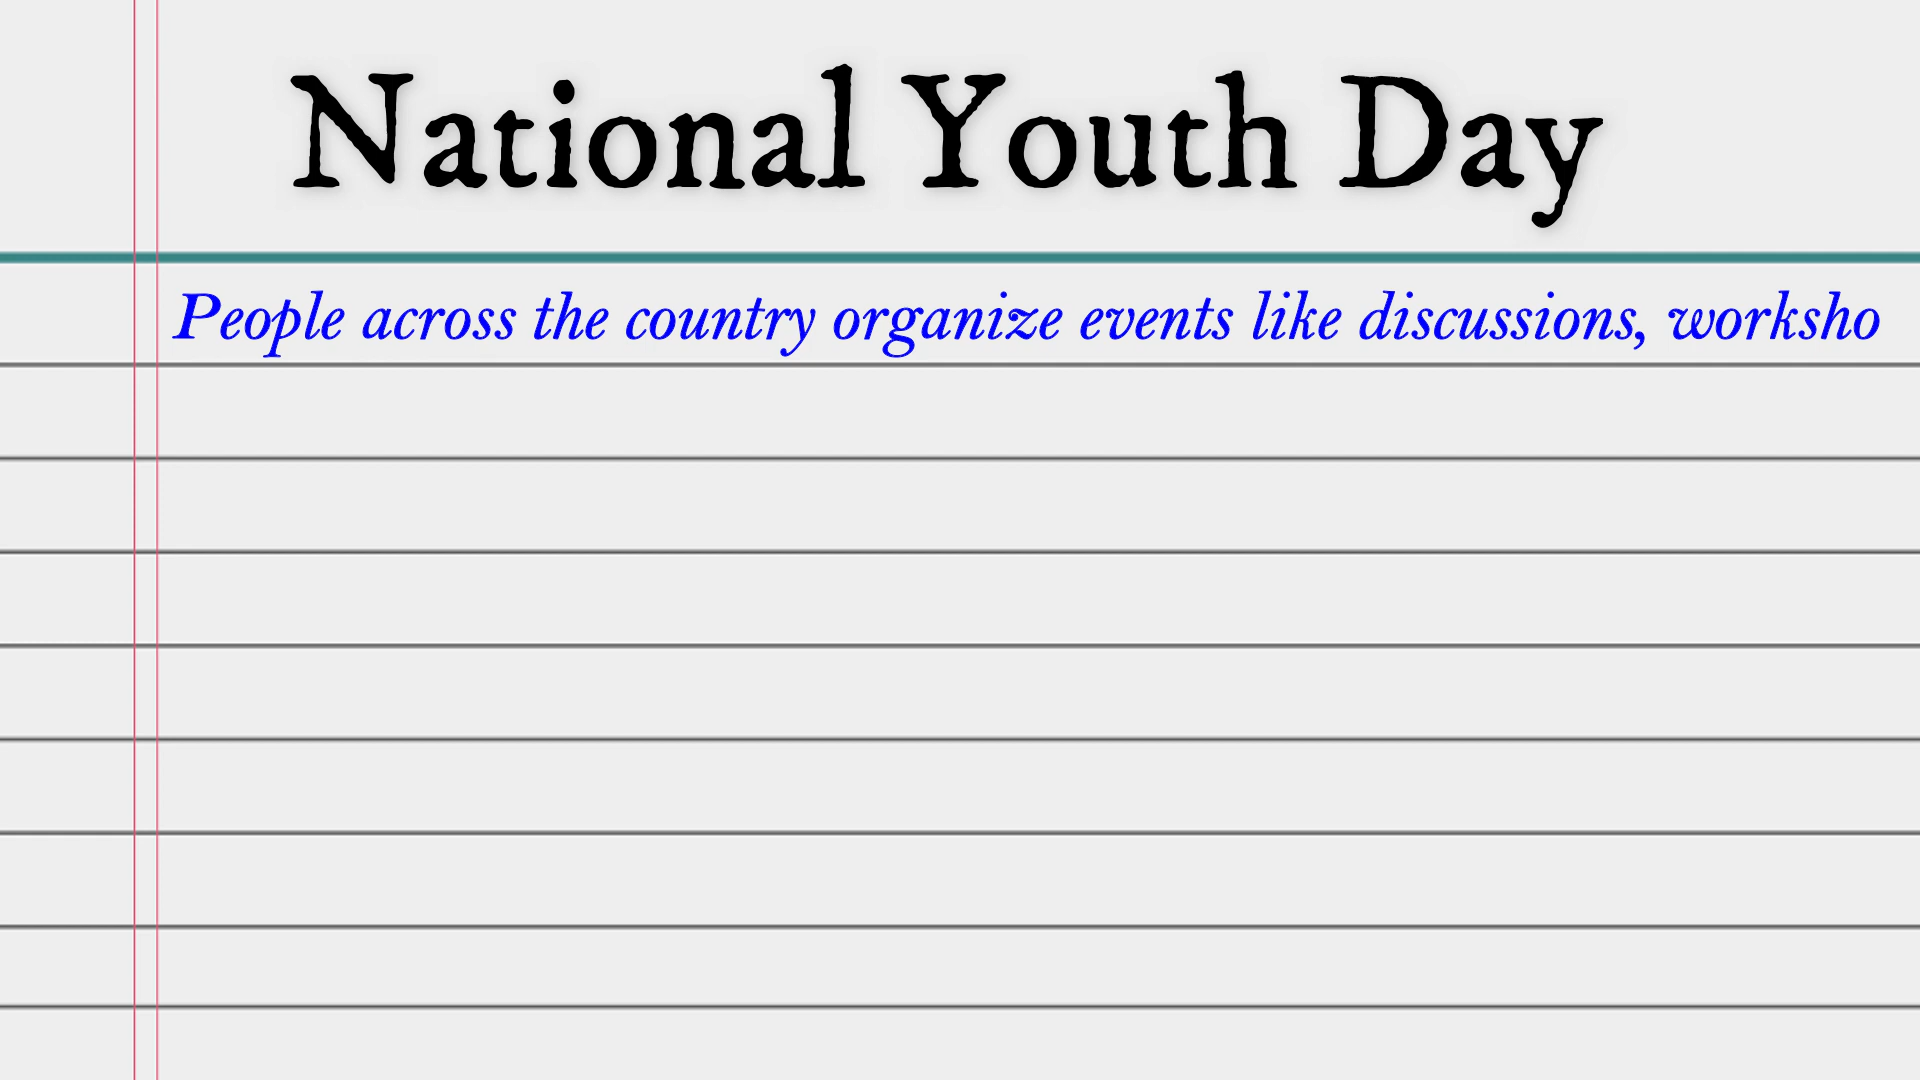 National Youth Day
People across the country organize events like discussions, worksho